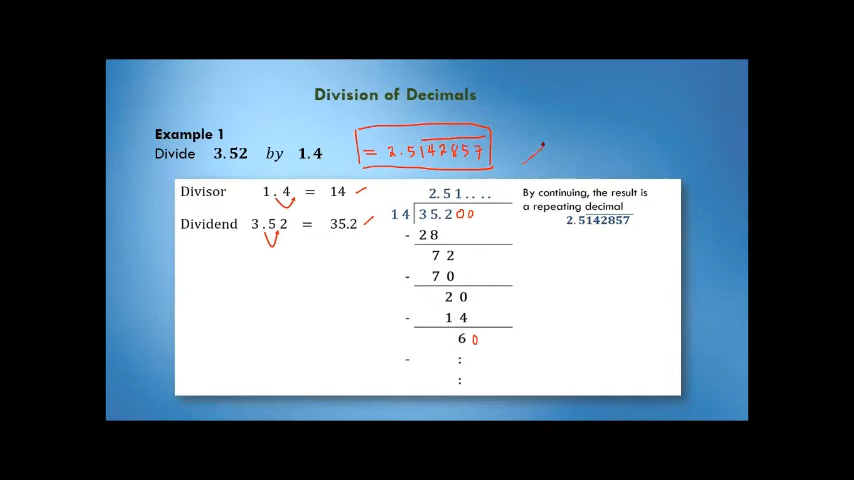 Division of Decimals
Example 1
Divide 3.52 by 1.4
= 2.5142857
Divisor 1.4 = 14
Dividend 3.52 = 35.2
2.51....
14 35.200
- 28
72
- 70
20
- 14
60
- :
:
By continuing, the result is
a repeating decimal
2.5142857